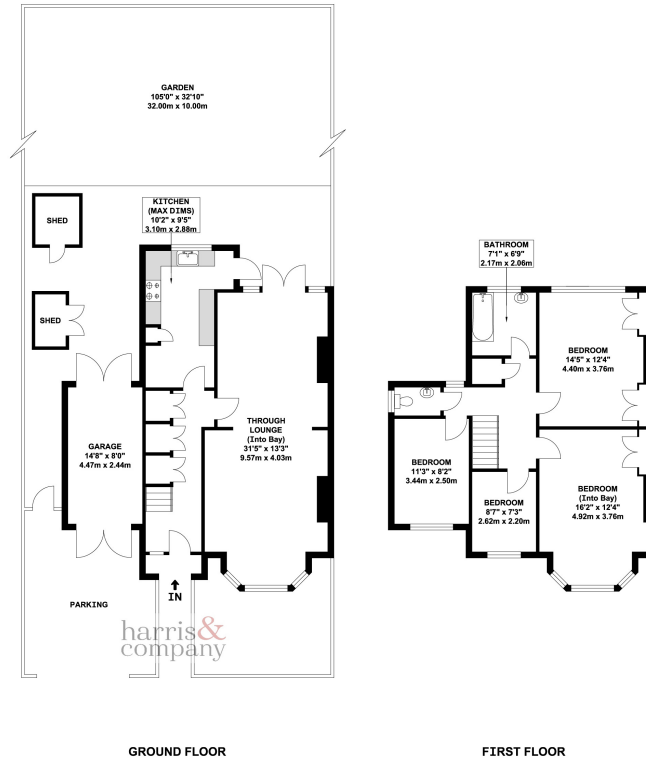 GARDEN
105'0" x 32'10"
32.00m x 10.00m
SHED
KITCHEN
(MAX DIMS)
10'2" x 9'5"
3.10m x 2.88m
SHED
GARAGE
14'8" x 8'0"
4.47m x 2.44m
THROUGH
LOUNGE
(Into Bay)
31'5" x 13'3"
9.57m x 4.03m
PARKING
IN
harris&
company
GROUND FLOOR
BATHROOM
7'1" x 6'9"
2.17m x 2.06m
BEDROOM
14'5" x 12'4"
4.40m x 3.76m
BEDROOM
11'3" x 8'2"
3.44m x 2.50m
BEDROOM
8'7" x 7'3"
2.62m x 2.20m
BEDROOM
(Into Bay)
16'2" x 12'4"
4.92m x 3.76m
FIRST FLOOR